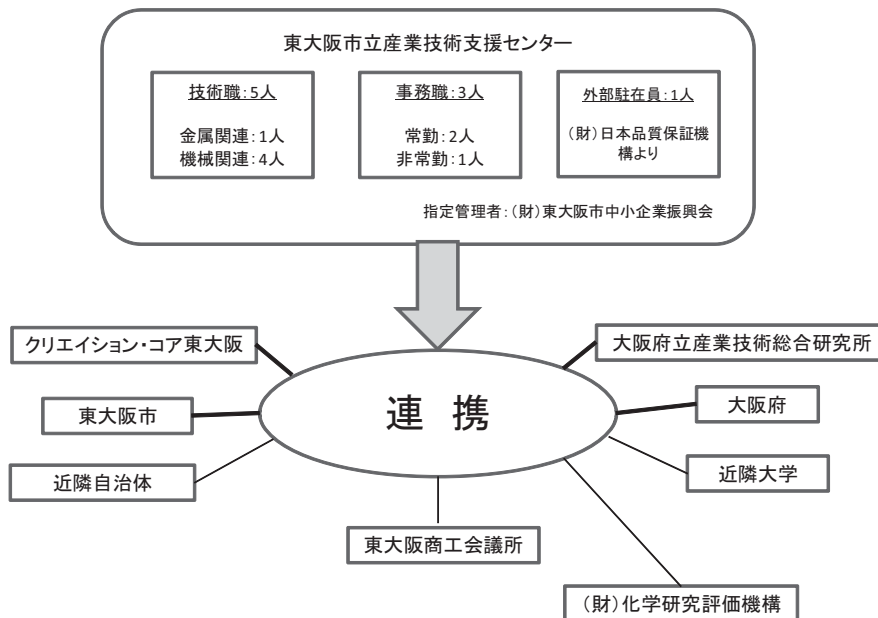 東大阪市立産業技術支援センター
技術職:5人
金属関連:1人
機械関連:4人
事務職:3人
常勤:2人
非常勤:1人
外部駐在員:1人
(財)日本品質保証機
構より
指定管理者:(財)東大阪市中小企業振興会
クリエイション・コア東大阪
大阪府立産業技術総合研究所
東大阪市
連 携
大阪府
近隣自治体
近隣大学
東大阪商工会議所
(財)化学研究評価機構